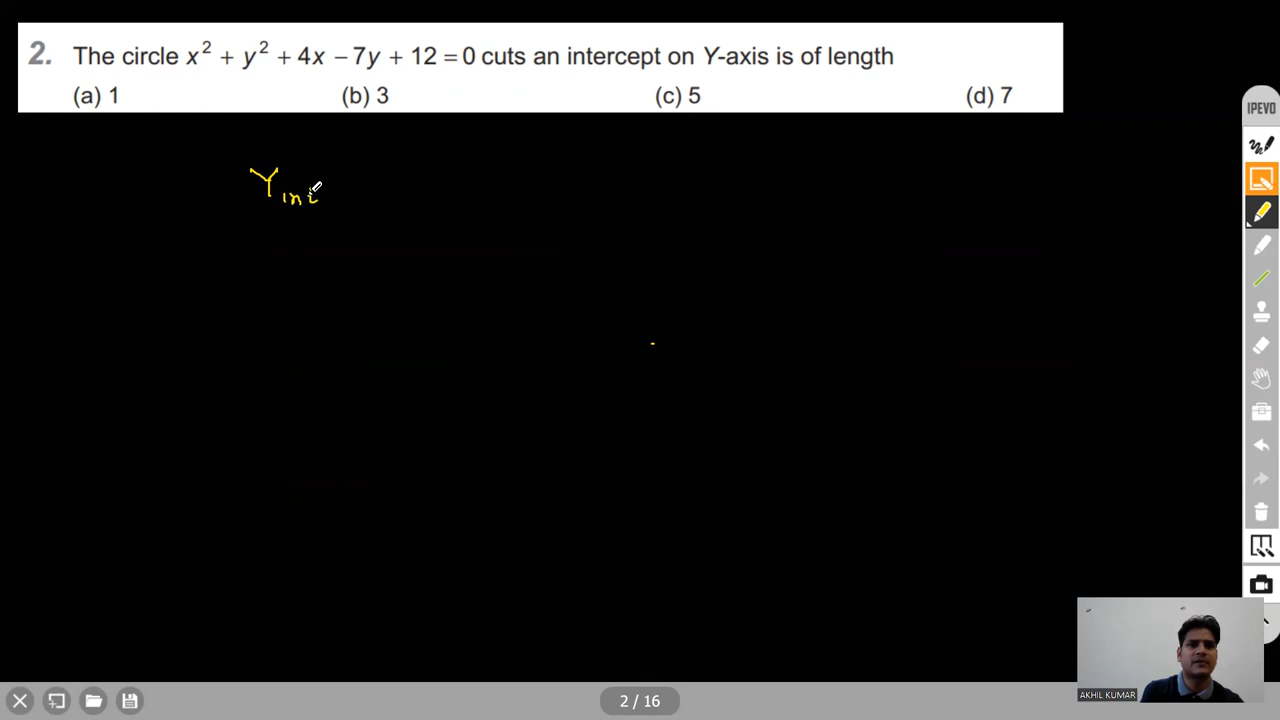 2. The circle x² + y² + 4x − 7y + 12 = 0 cuts an intercept on Y-axis is of length
(a) 1 (b) 3 (c) 5 (d) 7
IPEVO
Y ini
AKHIL KUMAR
2 / 16